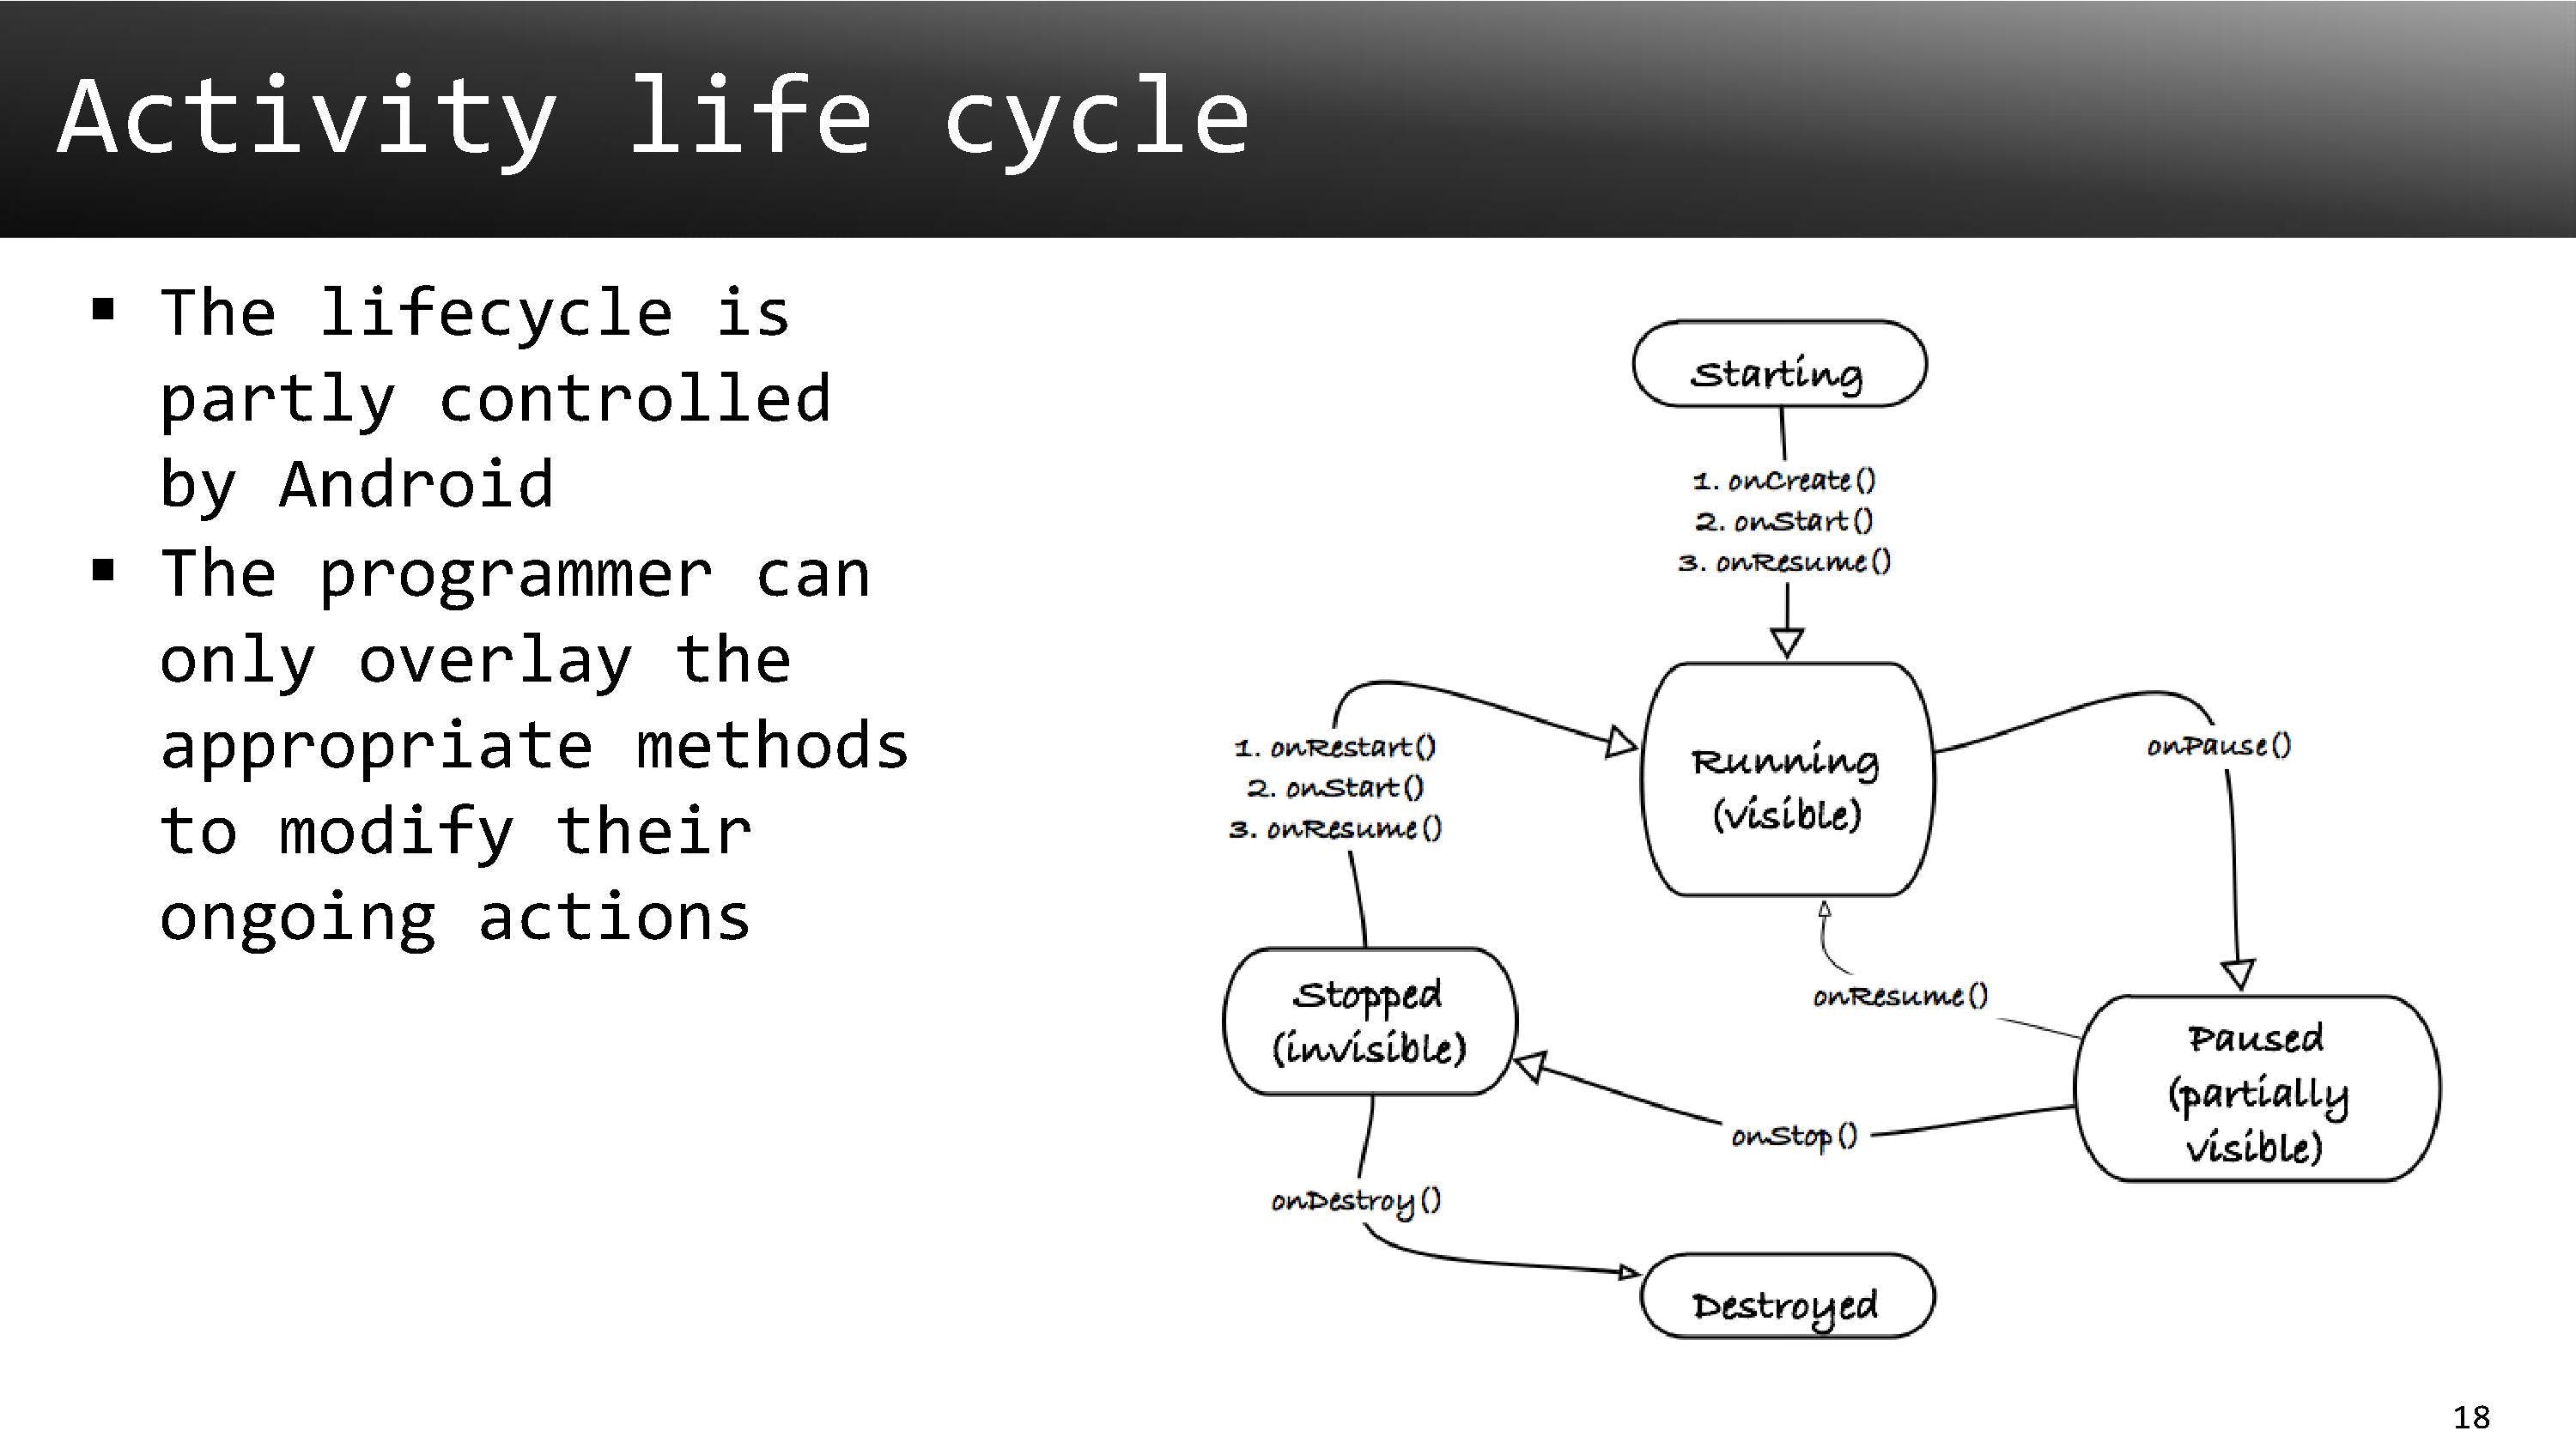 Activity life cycle
▪ The lifecycle is
partly controlled
by Android
▪ The programmer can
only overlay the
appropriate methods
to modify their
ongoing actions
Starting
1. onCreate()
2. onStart()
3. onResume()
1. onRestart()
2. onStart()
3. onResume()
Running
(visible)
onPause()
Stopped
(invisible)
onResume()
Paused
(partially
visible)
onStop()
onDestroy()
Destroyed
18